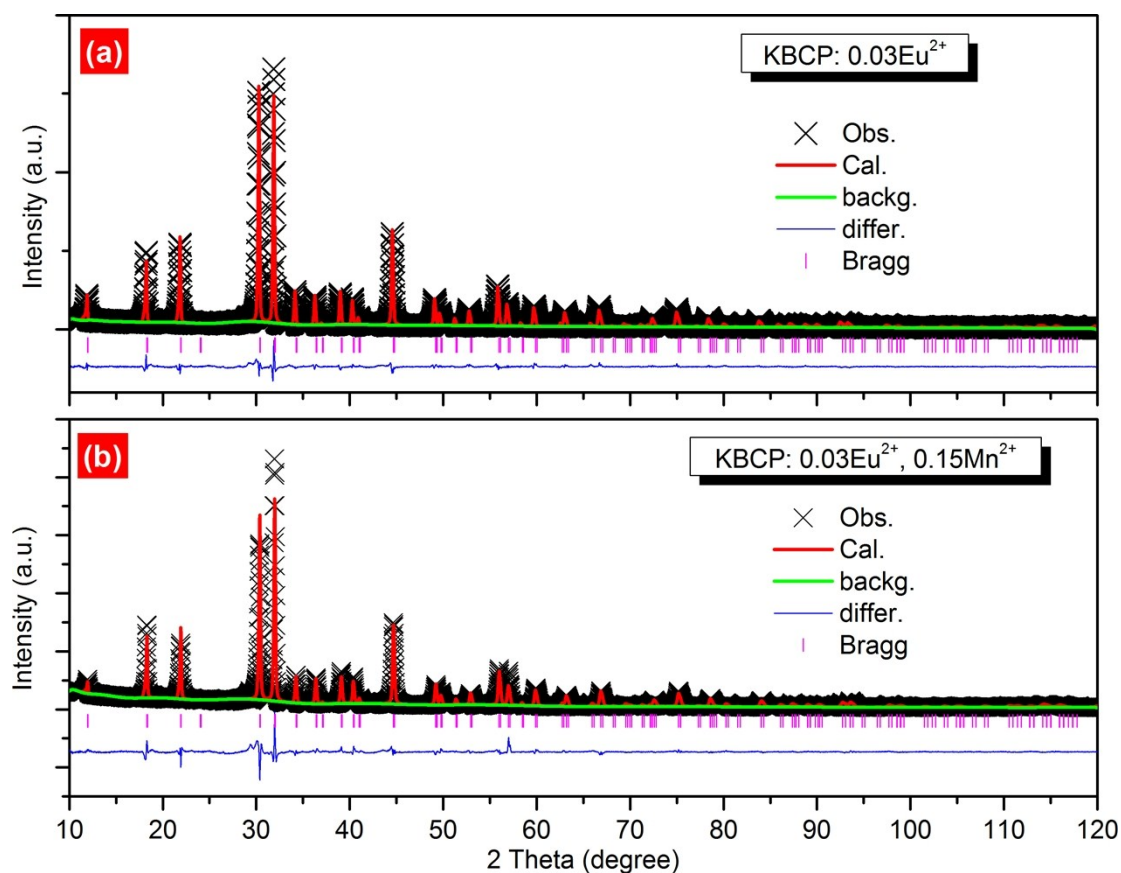 (a)
KBCP: 0.03Eu²⁺
Obs.
Cal.
backg.
differ.
Bragg
Intensity (a.u.)
(b)
KBCP: 0.03Eu²⁺, 0.15Mn²⁺
Obs.
Cal.
backg.
differ.
Bragg
Intensity (a.u.)
10 20 30 40 50 60 70 80 90 100 110 120
2 Theta (degree)